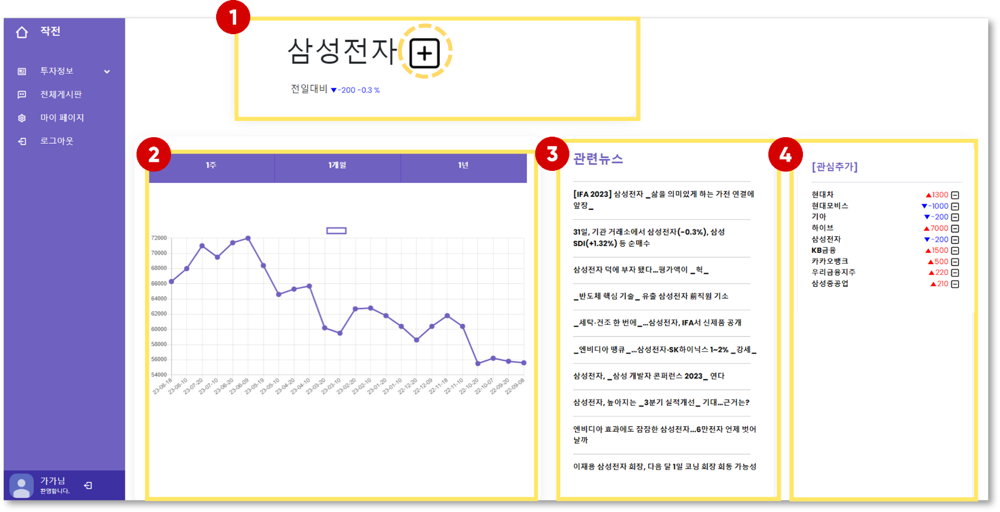 작전
투자정보
전체게시판
마이 페이지
로그아웃
가가님
환영합니다.
1
삼성전자
전일대비 ▼-200 -0.3 %
2
1주
1개월
1년
72000
70000
68000
66000
64000
62000
60000
58000
56000
54000
23-08-18
23-08-10
23-07-20
23-07-10
23-06-20
23-06-09
23-05-19
23-05-10
23-04-20
23-04-10
23-03-20
23-03-10
23-02-20
23-02-10
23-01-20
23-01-10
22-12-20
22-12-09
22-11-18
22-11-10
22-10-20
22-10-07
22-09-20
22-09-08
3
관련뉴스
[IFA 2023] 삼성전자 _삶을 의미있게 하는 가전 연결에
앞장_
31일, 기관 거래소에서 삼성전자(-0.3%), 삼성
SDI(+1.32%) 등 순매수
삼성전자 덕에 부자 됐다...평가액이 _헉_
_반도체 핵심 기술_ 유출 삼성전자 前직원 기소
_세탁·건조 한 번에_...삼성전자, IFA서 신제품 공개
_엔비디아 땡큐_...삼성전자·SK하이닉스 1~2% _강세_
삼성전자, _삼성 개발자 콘퍼런스 2023_ 연다
삼성전자, 높아지는 _3분기 실적개선_ 기대...근거는?
엔비디아 효과에도 잠잠한 삼성전자...6만전자 언제 벗어
날까
이재용 삼성전자 회장, 다음 달 1일 코닝 회장 회동 가능성
4
[관심추가]
현대차 ▲1300
현대모비스 ▼-1000
기아 ▼-200
하이브 ▲7000
삼성전자 ▼-200
KB금융 ▲1500
카카오뱅크 ▲500
우리금융지주 ▲220
삼성중공업 ▲210